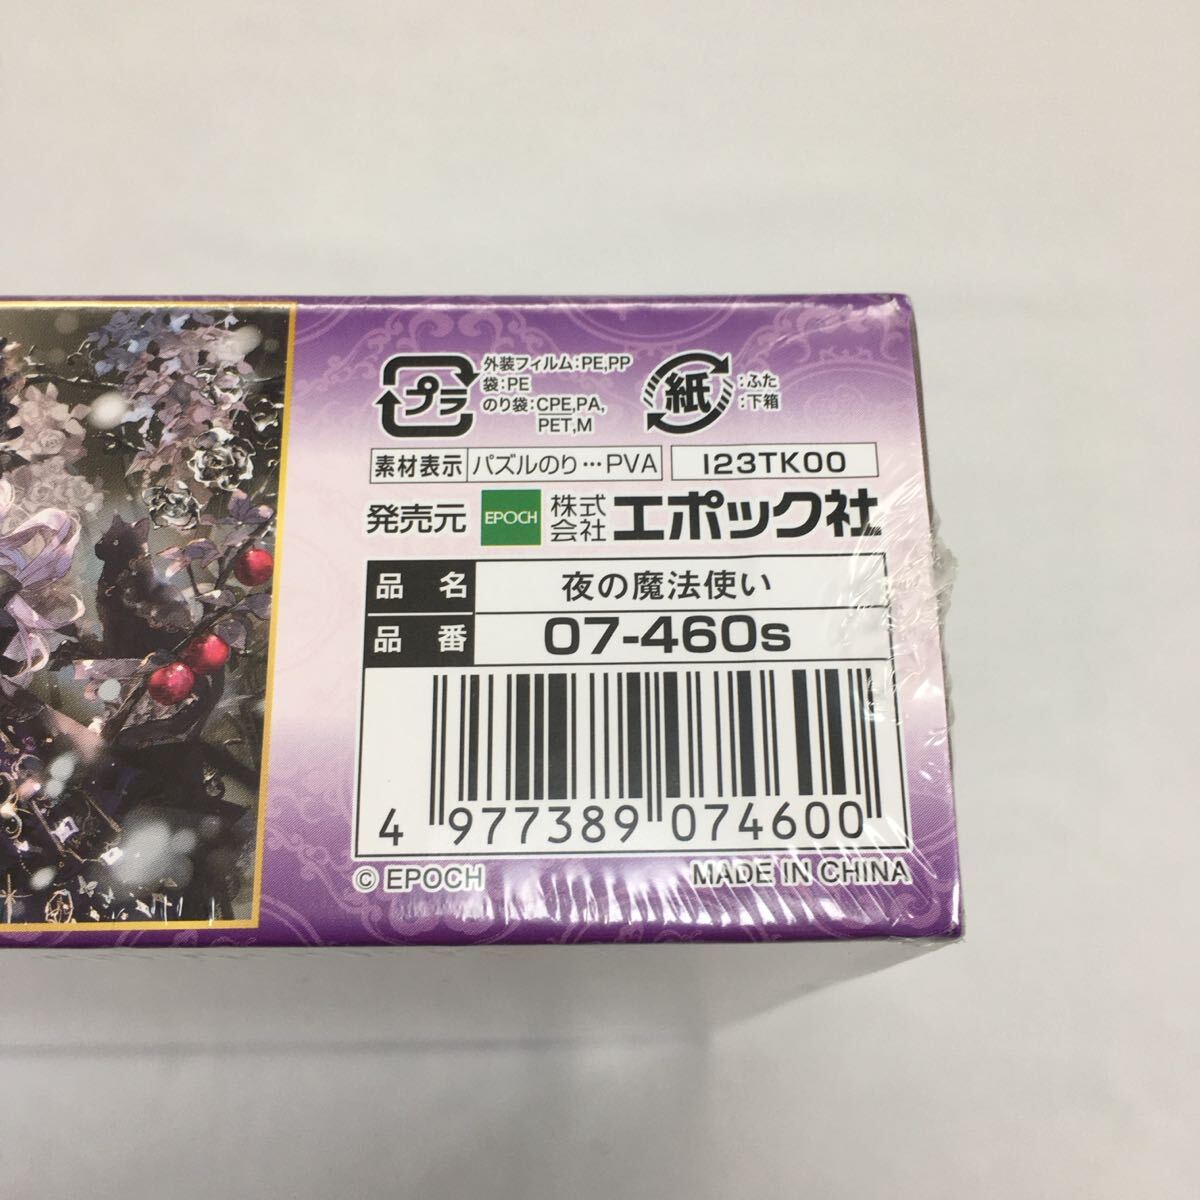 プラ
外装フィルム:PE,PP
袋:PE
のり袋:CPE,PA,
PET,M
紙
:ふた
:下箱
素材表示 パズルのり…PVA
I23TK00
発売元 EPOCH 株式会社 エポック社
品名 夜の魔法使い
品番 07-460s
4 977389 074600
© EPOCH MADE IN CHINA